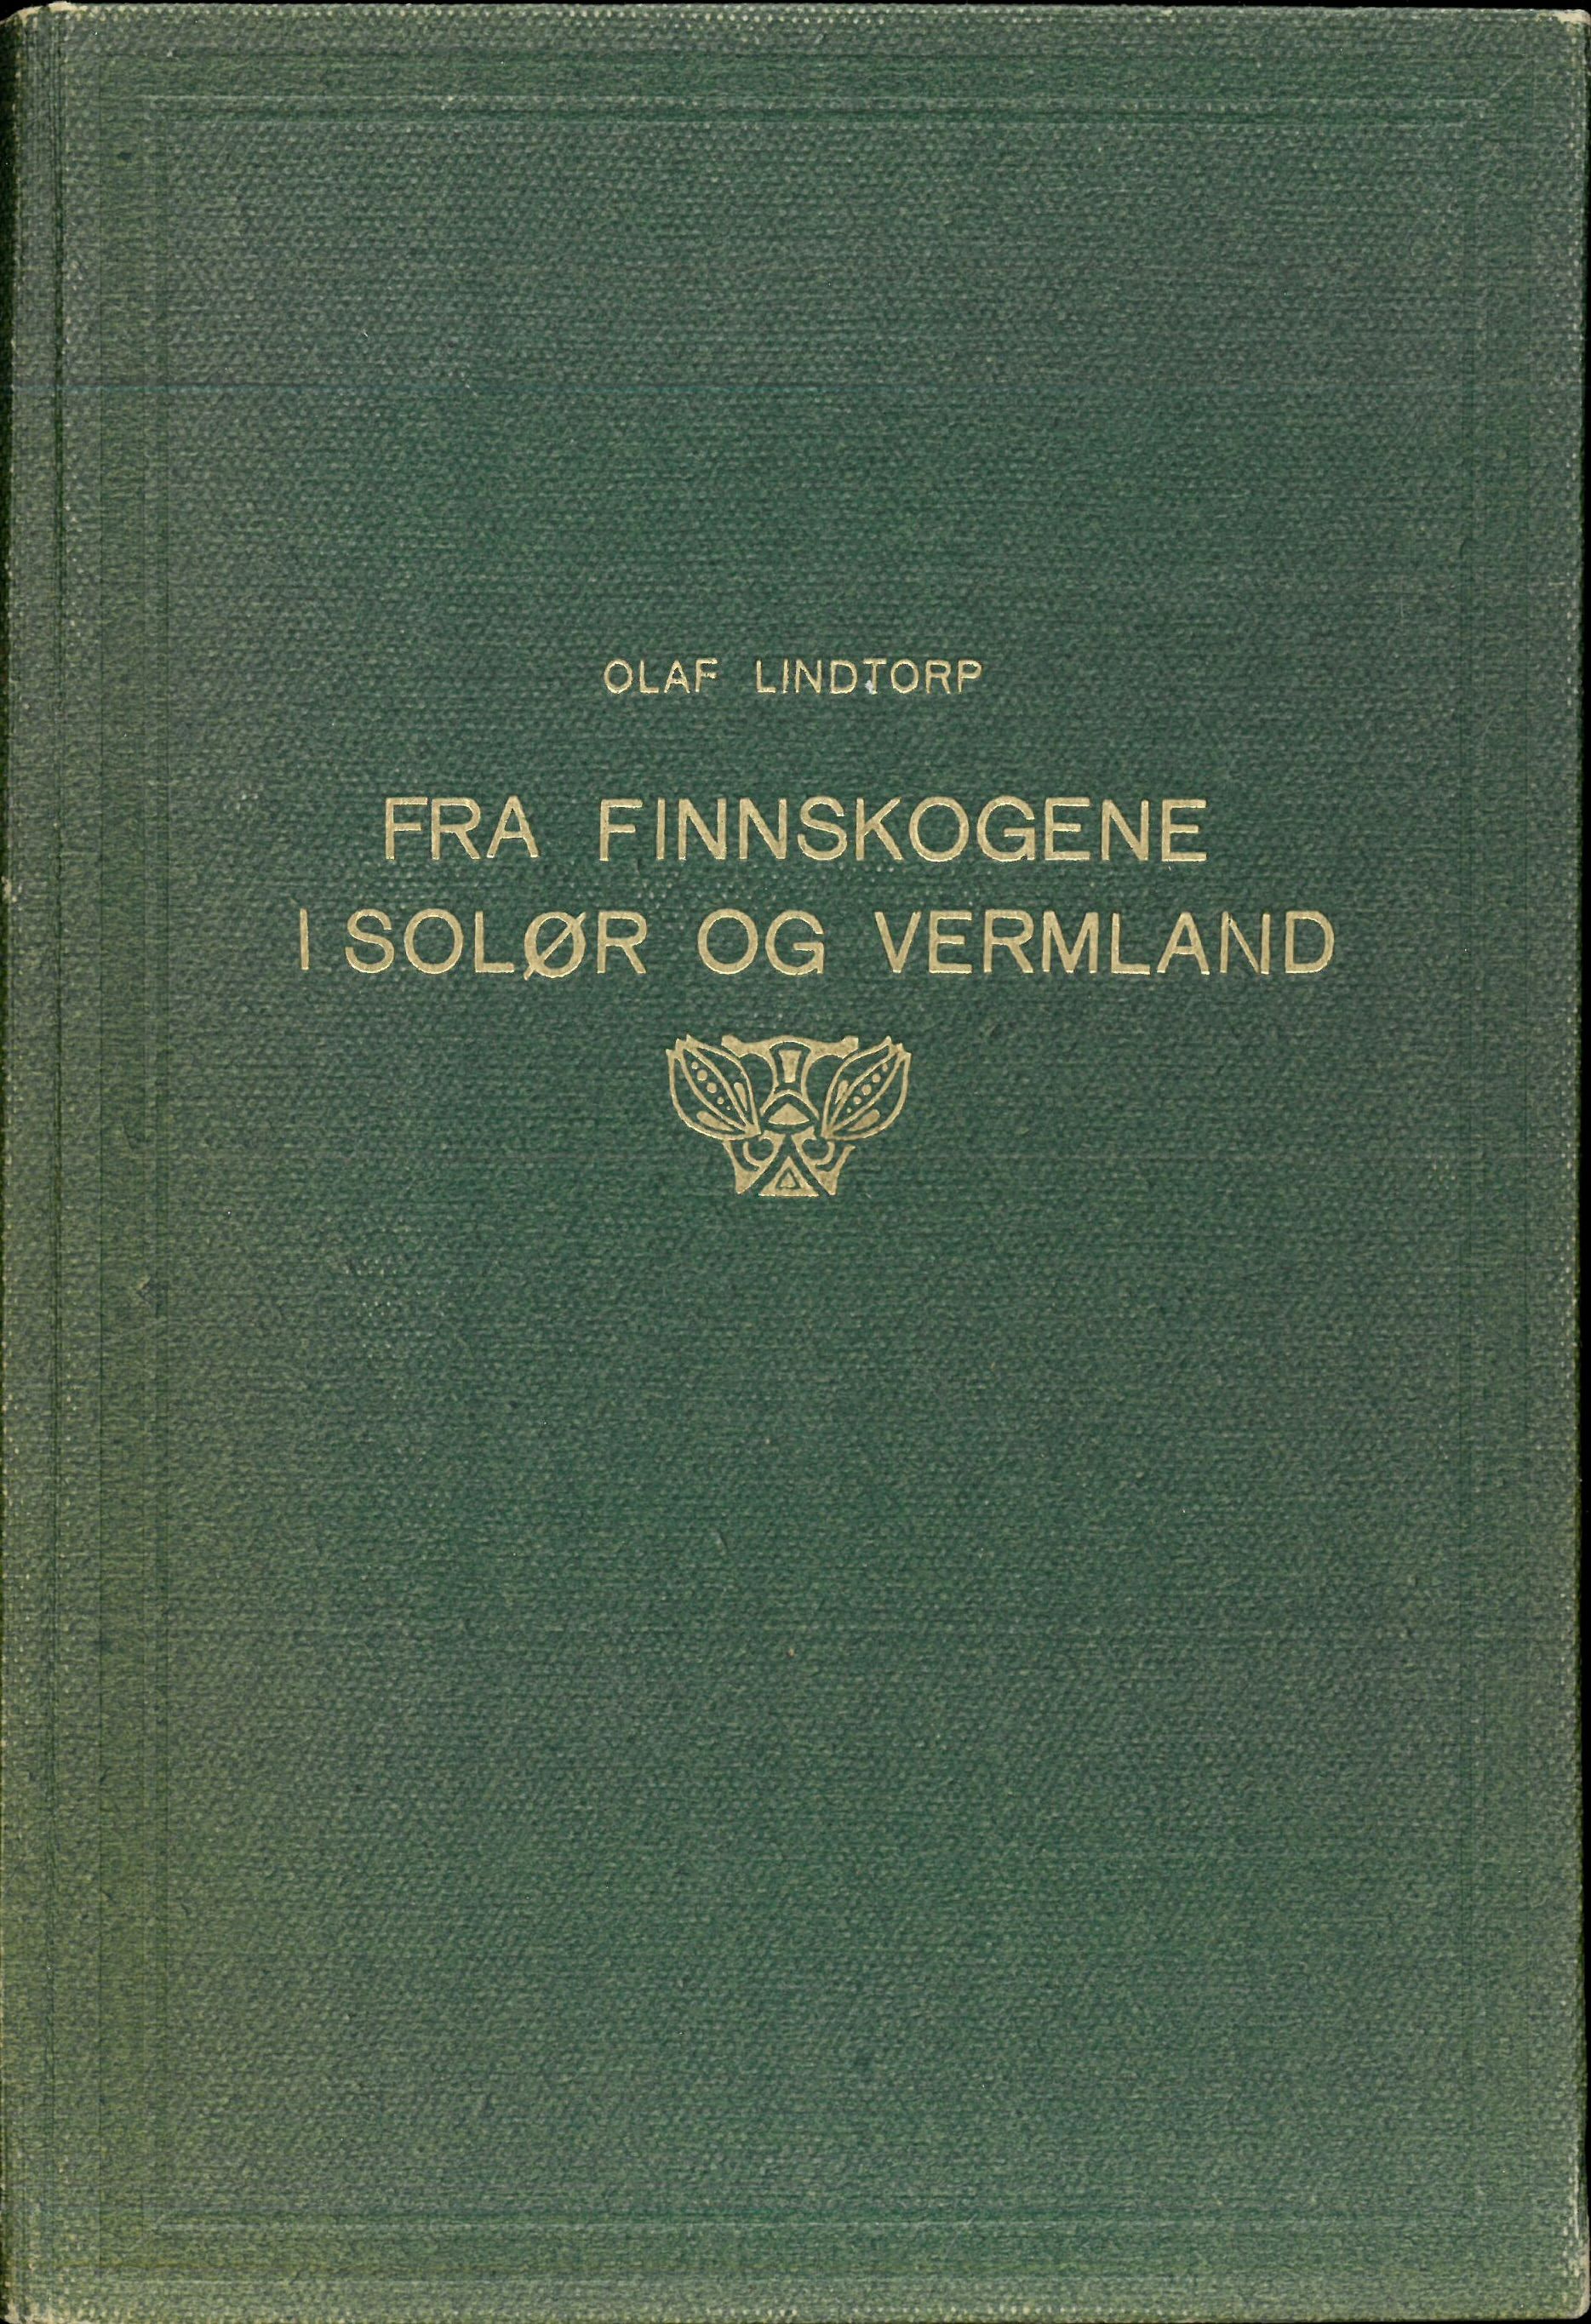 OLAF LINDTORP
FRA FINNSKOGENE
I SOLØR OG VERMLAND